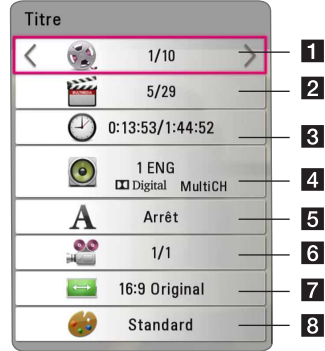 Titre
1/10 1
5/29 2
0:13:53/1:44:52 3
1 ENG
Digital MultiCH 4
A Arrêt 5
1/1 6
16:9 Original 7
Standard 8